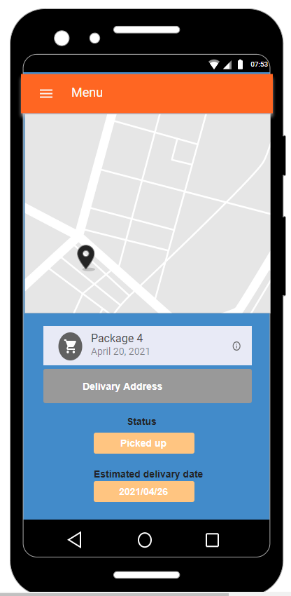 07:53
Menu
Package 4
April 20, 2021
Delivary Address
Status
Picked up
Estimated delivary date
2021/04/26